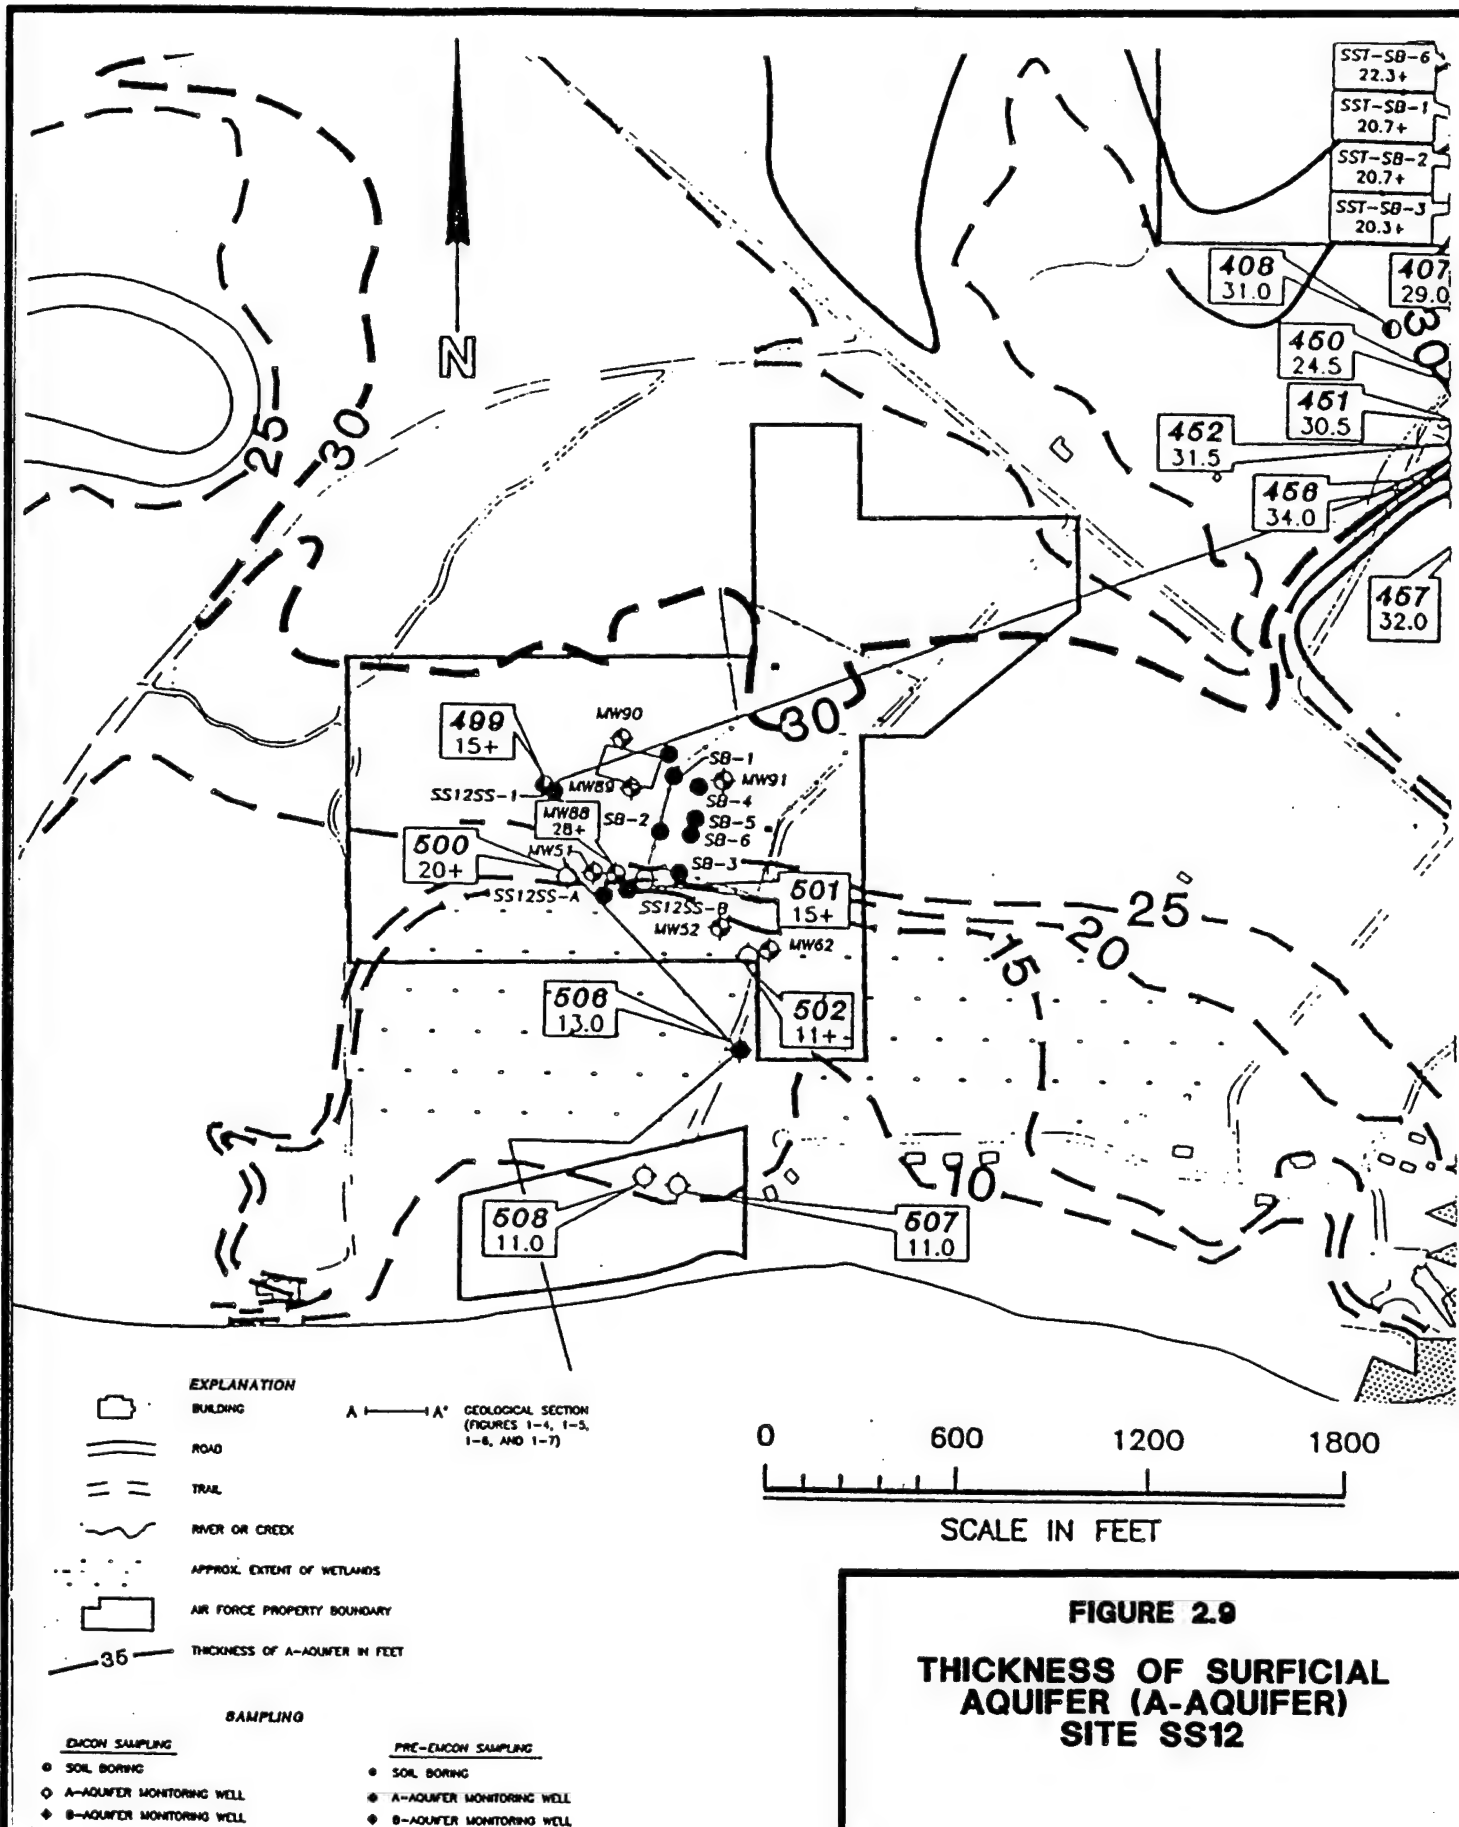 SST-SB-6
22.3+
SST-SB-1
20.7+
SST-SB-2
20.7+
SST-SB-3
20.3+
408
31.0
407
29.0
30
450
24.5
451
30.5
452
31.5
456
34.0
457
32.0
N
25
30
30
499
15+
MW90
SB-1
MW91
MW89
SS12SS-1
SB-4
MW88
28+
SB-2
SB-5
SB-6
500
20+
MW51
SB-3
SS12SS-A
SS12SS-B
501
15+
MW52
MW62
25
20
15
506
13.0
502
11+
10
508
11.0
507
11.0
EXPLANATION
BUILDING
ROAD
TRAIL
RIVER OR CREEK
APPROX. EXTENT OF WETLANDS
AIR FORCE PROPERTY BOUNDARY
35
THICKNESS OF A-AQUIFER IN FEET
A A'
GEOLOGICAL SECTION
(FIGURES 1-4, 1-5,
1-6, AND 1-7)
0 600 1200 1800
SCALE IN FEET
SAMPLING
EMCON SAMPLING
SOIL BORING
A-AQUIFER MONITORING WELL
B-AQUIFER MONITORING WELL
PRE-EMCON SAMPLING
SOIL BORING
A-AQUIFER MONITORING WELL
B-AQUIFER MONITORING WELL
FIGURE 2.9
THICKNESS OF SURFICIAL
AQUIFER (A-AQUIFER)
SITE SS12